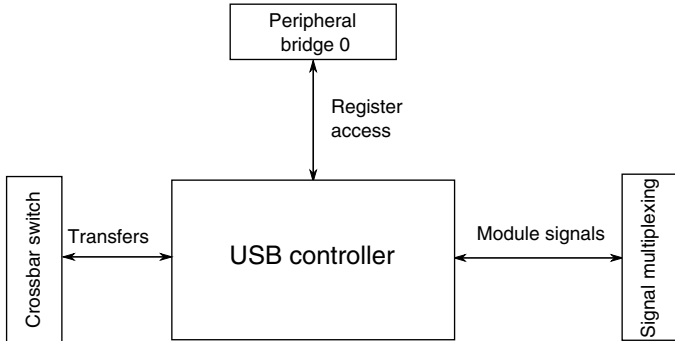 Peripheral
bridge 0
Register
access
Crossbar switch
Transfers
USB controller
Module signals
Signal multiplexing